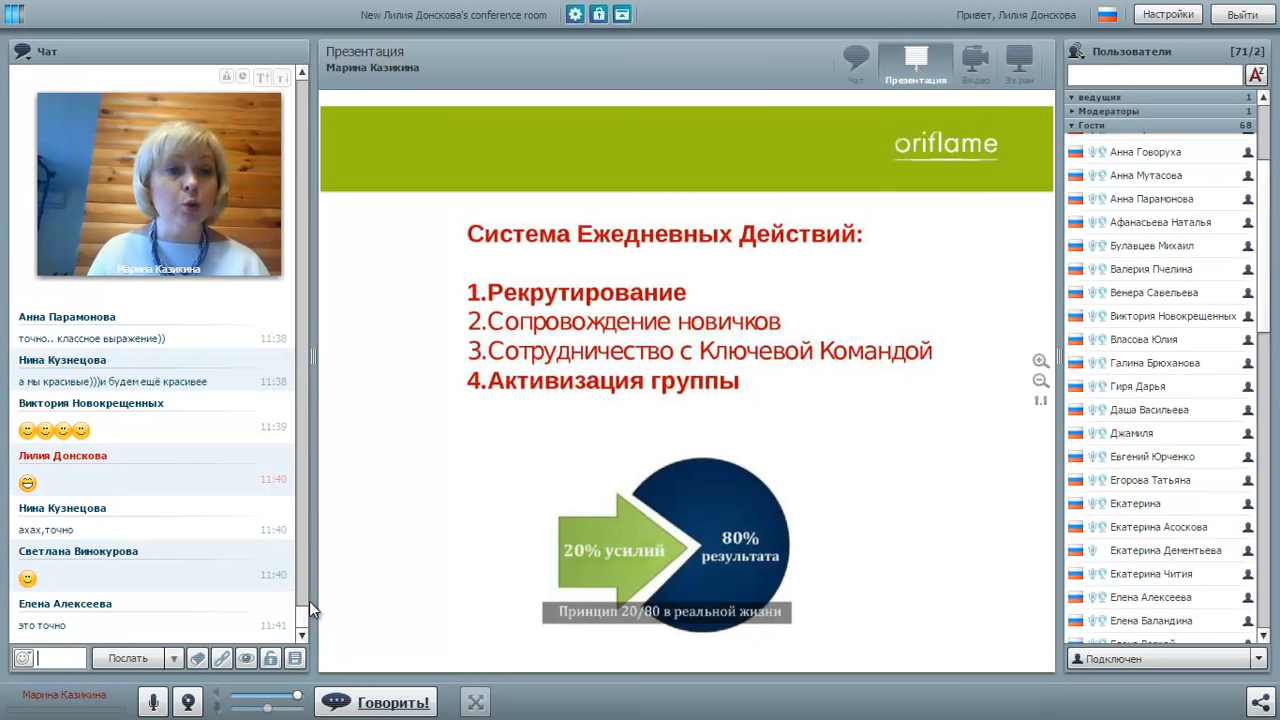 New Лилия Донскова's conference room
Привет, Лилия Донскова
Настройки
Выйти
Чат
Марина Казикина
Анна Парамонова
точно.. классное выражение)) 11:38
Нина Кузнецова
а мы красивые)))и будем ещё красивее 11:38
Виктория Новокрещенных
11:39
Лилия Донскова
11:40
Нина Кузнецова
ахах,точно 11:40
Светлана Винокурова
11:40
Елена Алексеева
это точно 11:41
Послать
Презентация
Марина Казикина
Чат
Презентация
Видео
Экран
oriflame
Система Ежедневных Действий:
1.Рекрутирование
2.Сопровождение новичков
3.Сотрудничество с Ключевой Командой
4.Активизация группы
20% усилий
80%
результата
Принцип 20/80 в реальной жизни
1.1
Пользователи [71/2]
ведущих 1
Модераторы 1
Гости 68
Анна Говоруха
Анна Мутасова
Анна Парамонова
Афанасьева Наталья
Булавцев Михаил
Валерия Пчелина
Венера Савельева
Виктория Новокрещенных
Власова Юлия
Галина Брюханова
Гиря Дарья
Даша Васильева
Джамиля
Евгений Юрченко
Егорова Татьяна
Екатерина
Екатерина Асоскова
Екатерина Дементьева
Екатерина Чития
Елена Алексеева
Елена Баландина
Подключен
Марина Казикина
Говорить!